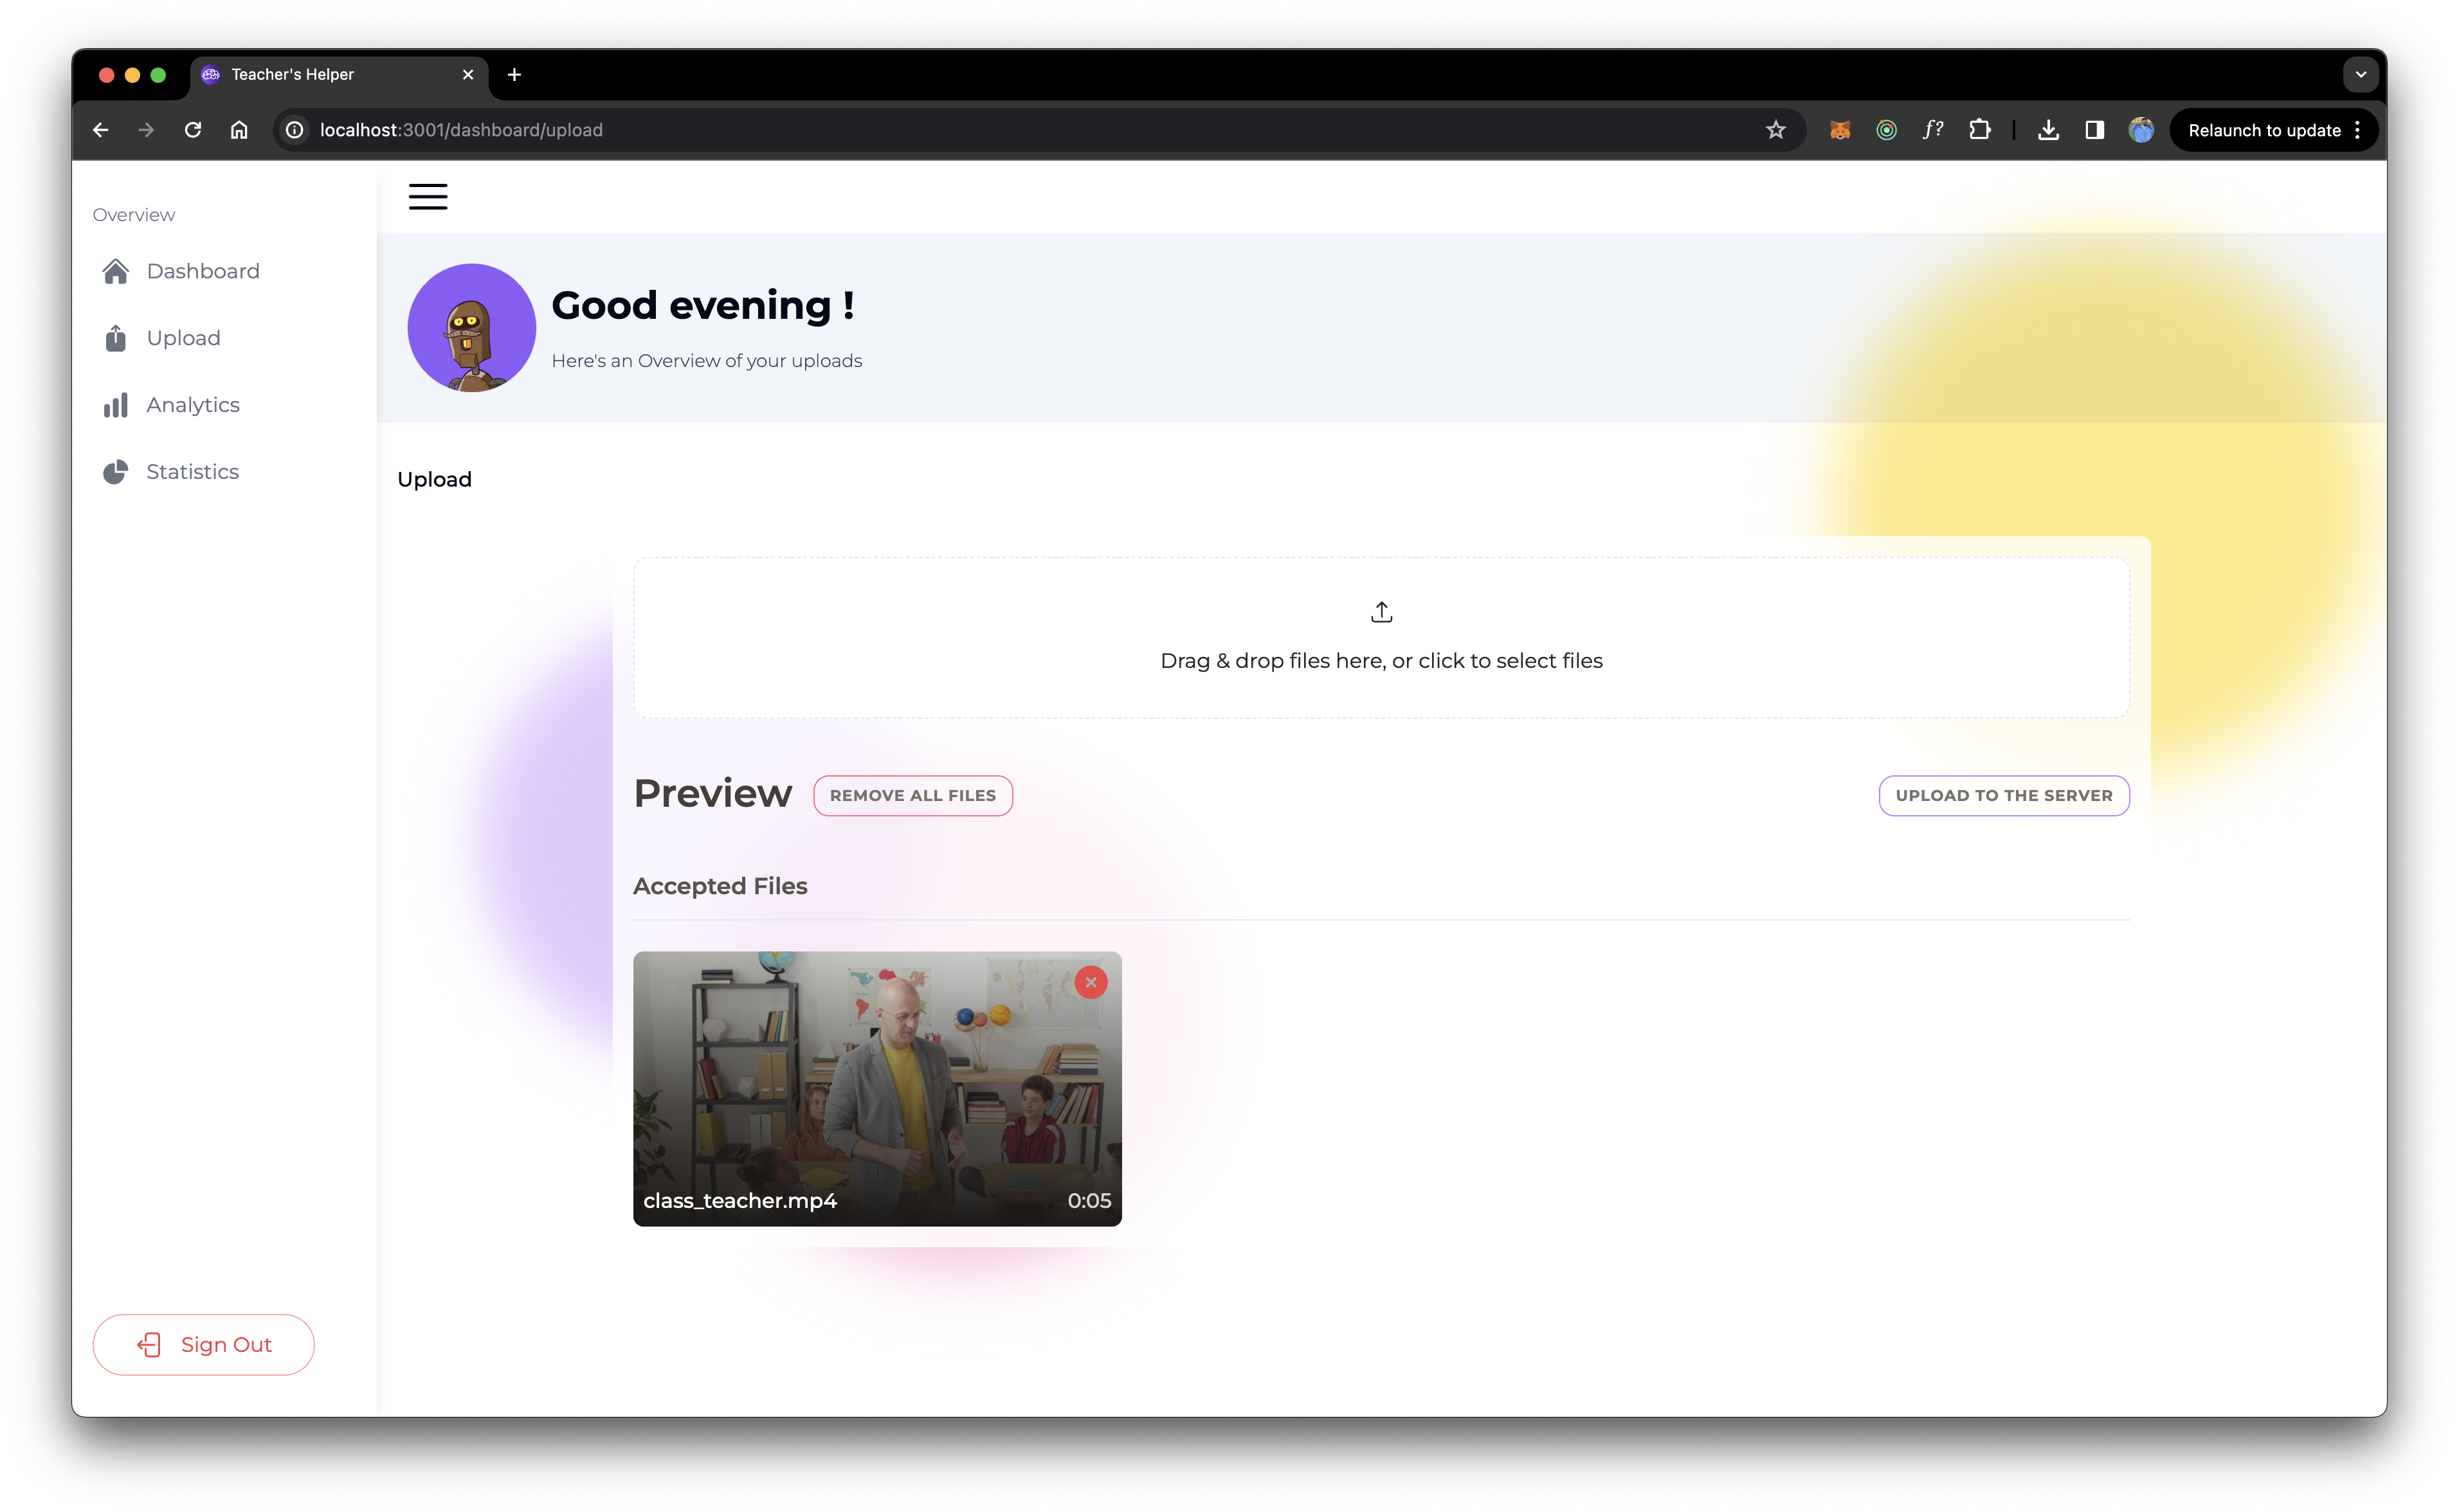 Teacher's Helper
localhost:3001/dashboard/upload
f?
Relaunch to update
Overview
Dashboard
Upload
Analytics
Statistics
Sign Out
Good evening !
Here's an Overview of your uploads
Upload
Drag & drop files here, or click to select files
Preview
REMOVE ALL FILES
UPLOAD TO THE SERVER
Accepted Files
class_teacher.mp4
0:05